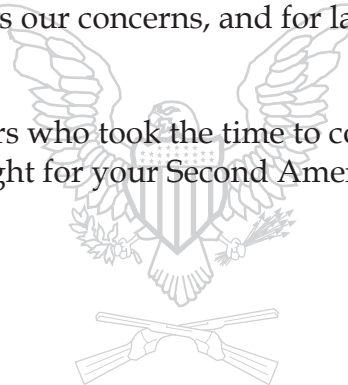 s our concerns, and for la
rs who took the time to co
ght for your Second Amer